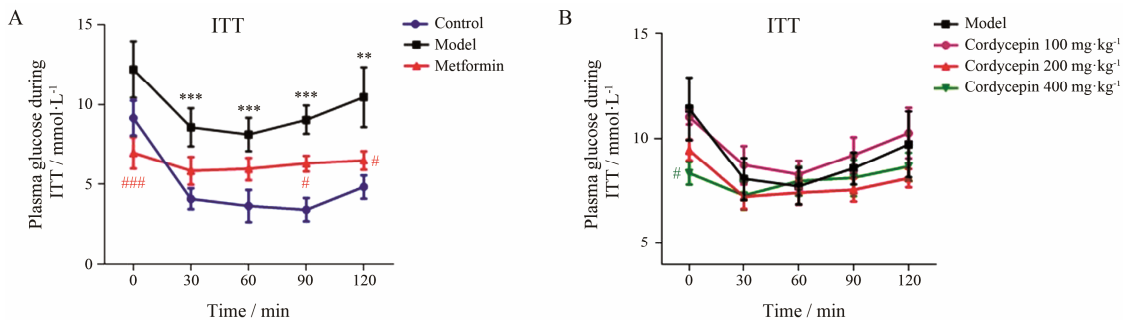 A
ITT
Control
Model
Metformin
Plasma glucose during
ITT / mmol·L⁻¹
15
10
5
0
***
***
***
**
###
#
#
0
30
60
90
120
Time / min
B
ITT
Model
Cordycepin 100 mg·kg⁻¹
Cordycepin 200 mg·kg⁻¹
Cordycepin 400 mg·kg⁻¹
Plasma glucose during
ITT / mmol·L⁻¹
15
10
5
#
0
30
60
90
120
Time / min